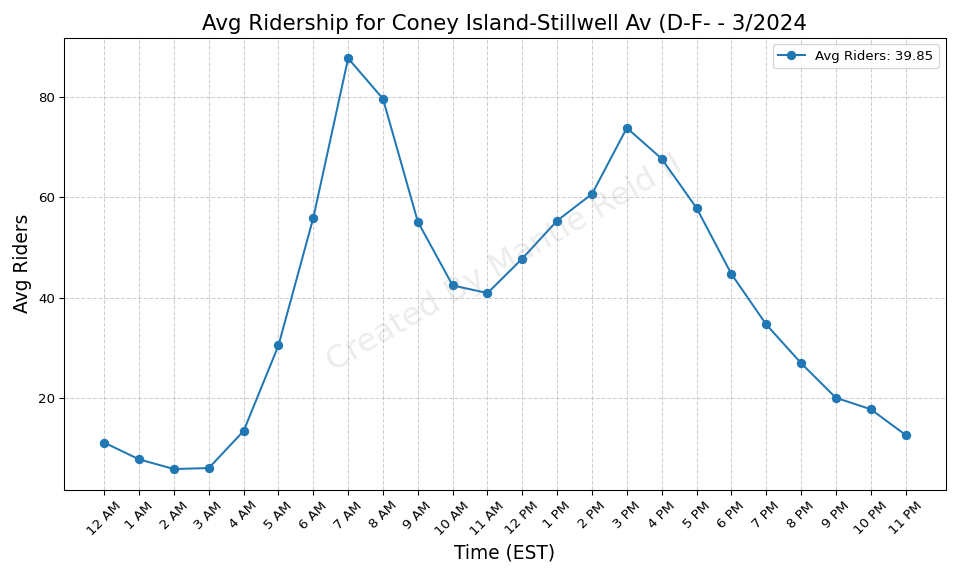 Avg Ridership for Coney Island-Stillwell Av (D-F- - 3/2024
Avg Riders: 39.85
Avg Riders
80
60
40
20
Created By Mantie Reid II
12 AM
1 AM
2 AM
3 AM
4 AM
5 AM
6 AM
7 AM
8 AM
9 AM
10 AM
11 AM
12 PM
1 PM
2 PM
3 PM
4 PM
5 PM
6 PM
7 PM
8 PM
9 PM
10 PM
11 PM
Time (EST)